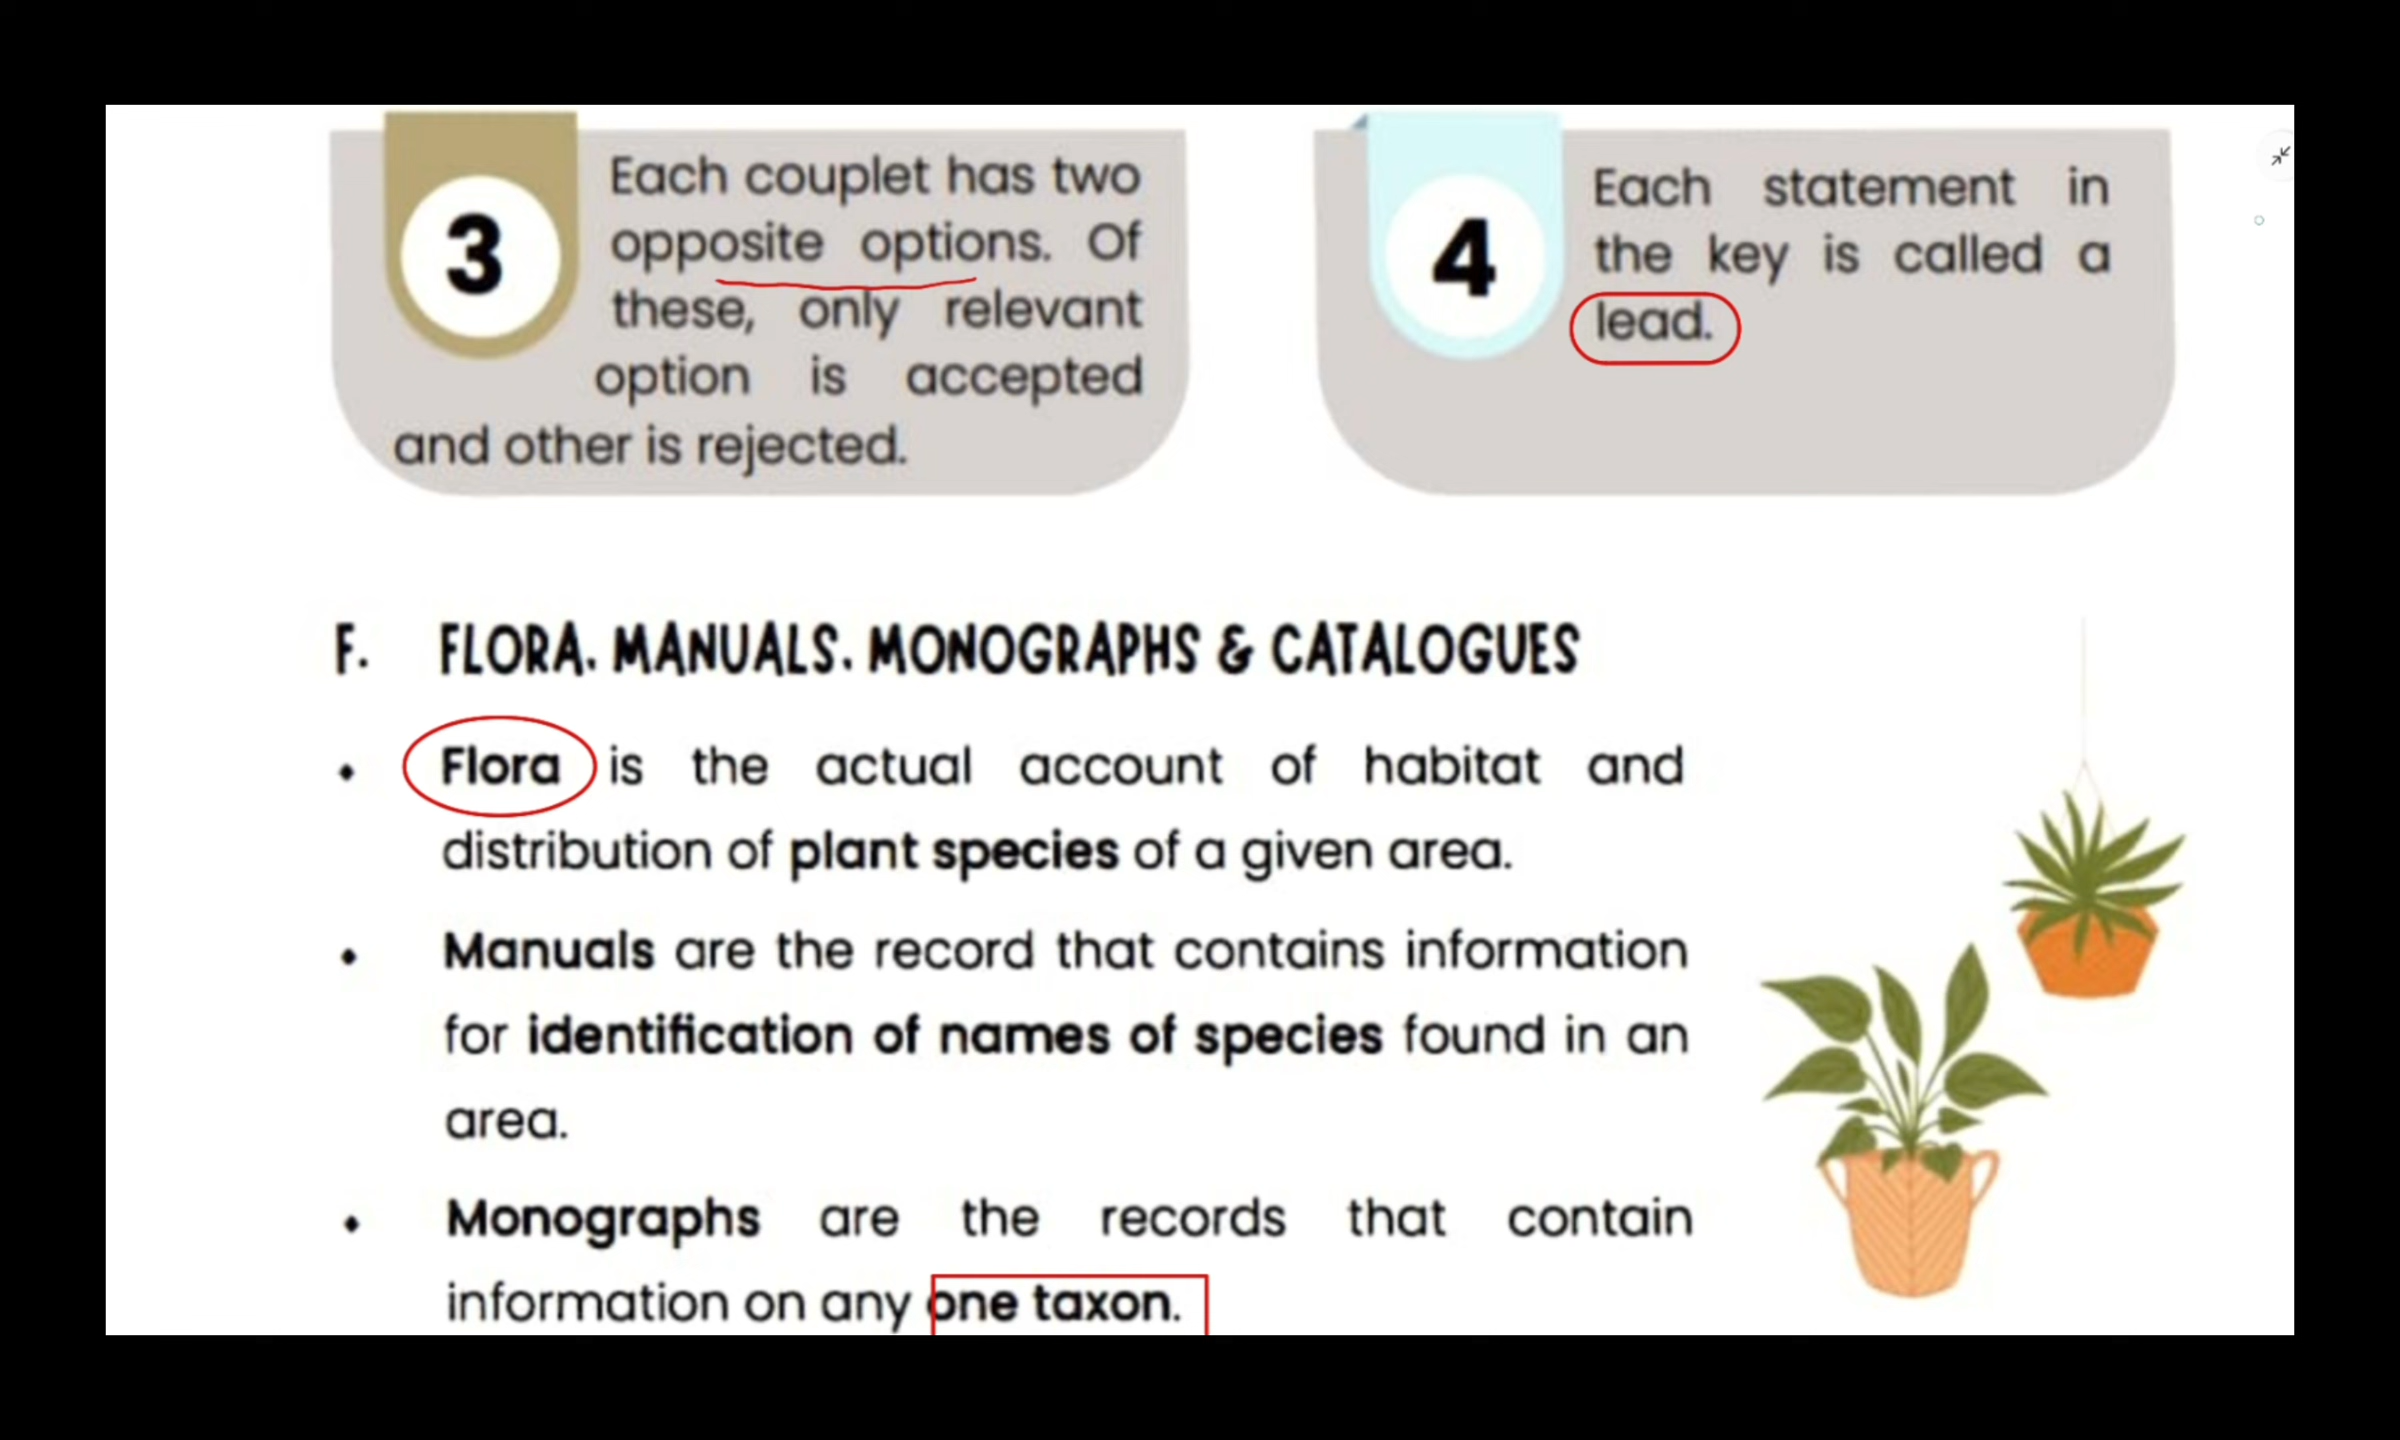 3
Each couplet has two
opposite options. Of
these, only relevant
option is accepted
and other is rejected.
4
Each statement in
the key is called a
lead.
F. FLORA, MANUALS, MONOGRAPHS & CATALOGUES
• Flora is the actual account of habitat and
distribution of plant species of a given area.
• Manuals are the record that contains information
for identification of names of species found in an
area.
• Monographs are the records that contain
information on any one taxon.